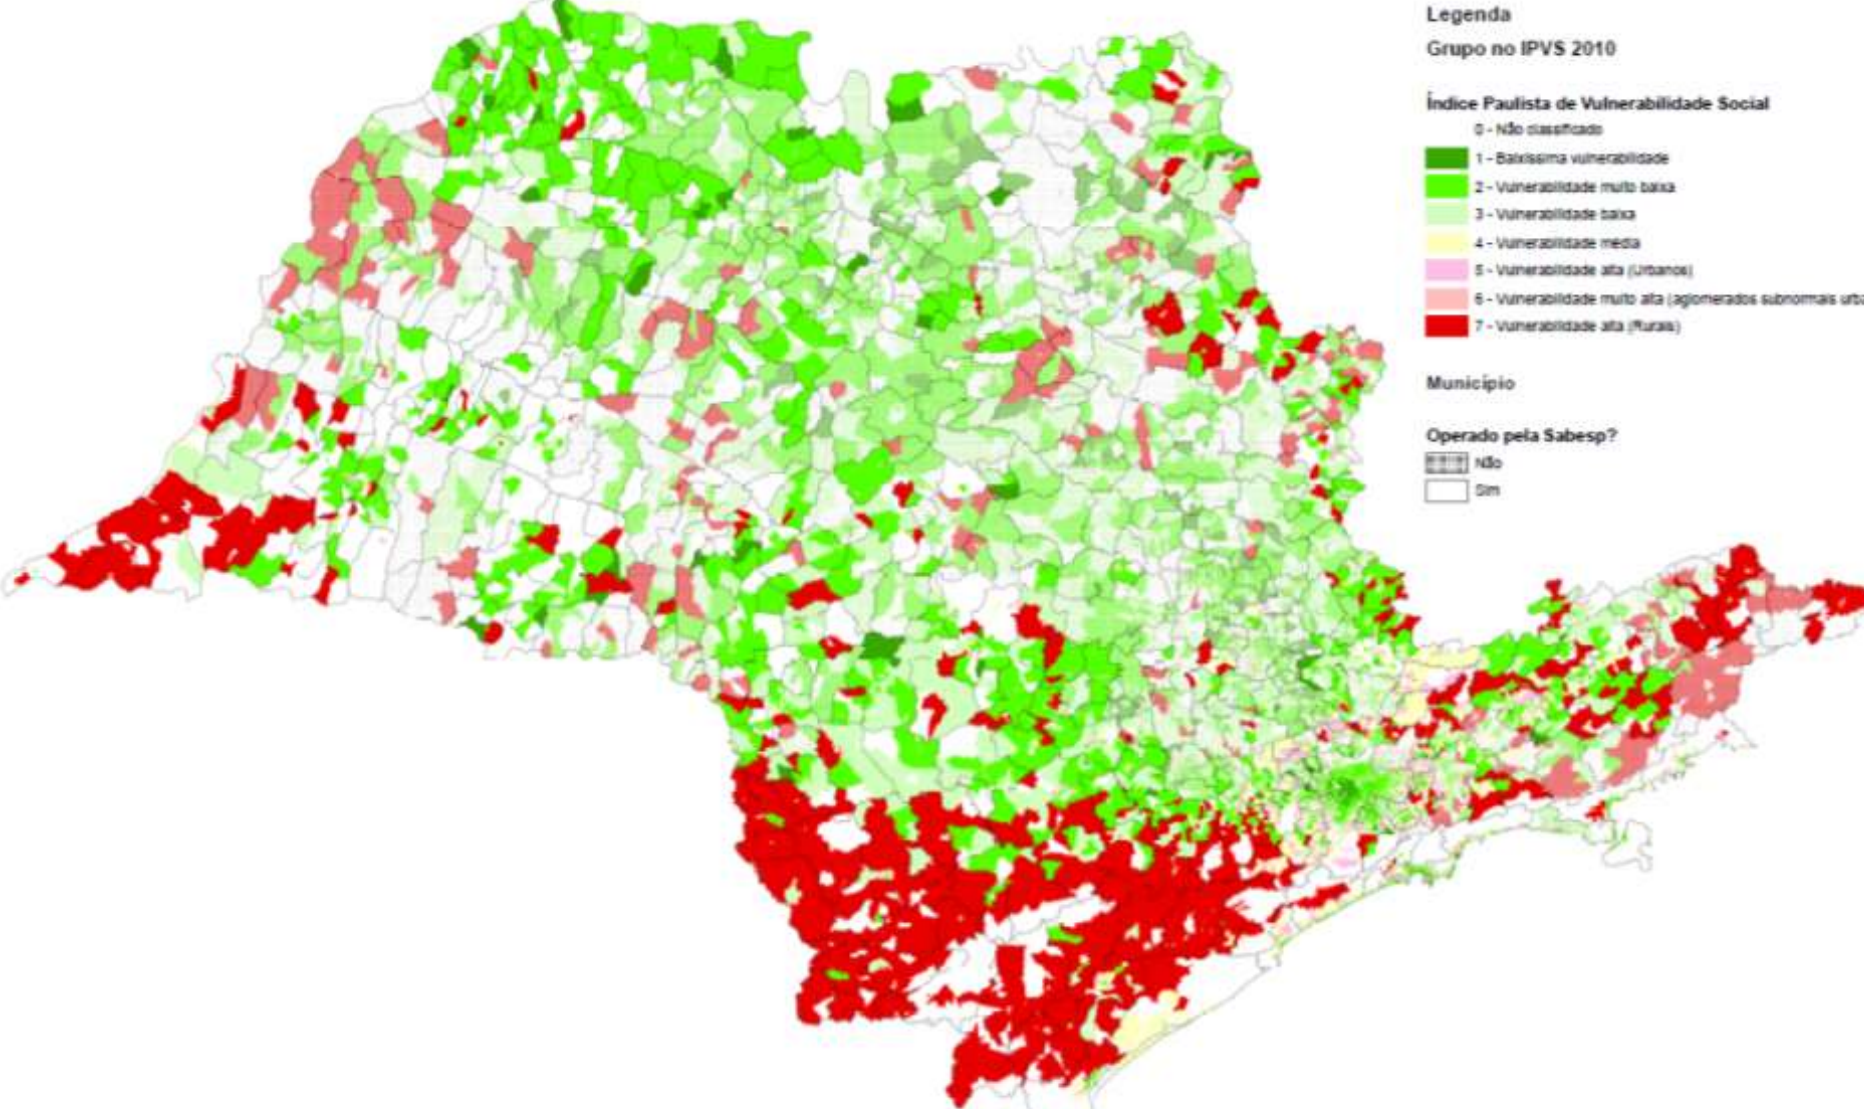 Legenda
Grupo no IPVS 2010
Índice Paulista de Vulnerabilidade Social
0 - Não classificado
1 - Baixíssima vulnerabilidade
2 - Vulnerabilidade muito baixa
3 - Vulnerabilidade baixa
4 - Vulnerabilidade média
5 - Vulnerabilidade alta (Urbanos)
6 - Vulnerabilidade muito alta (aglomerados subnormais urba
7 - Vulnerabilidade alta (Rurais)
Município
Operado pela Sabesp?
Não
Sim